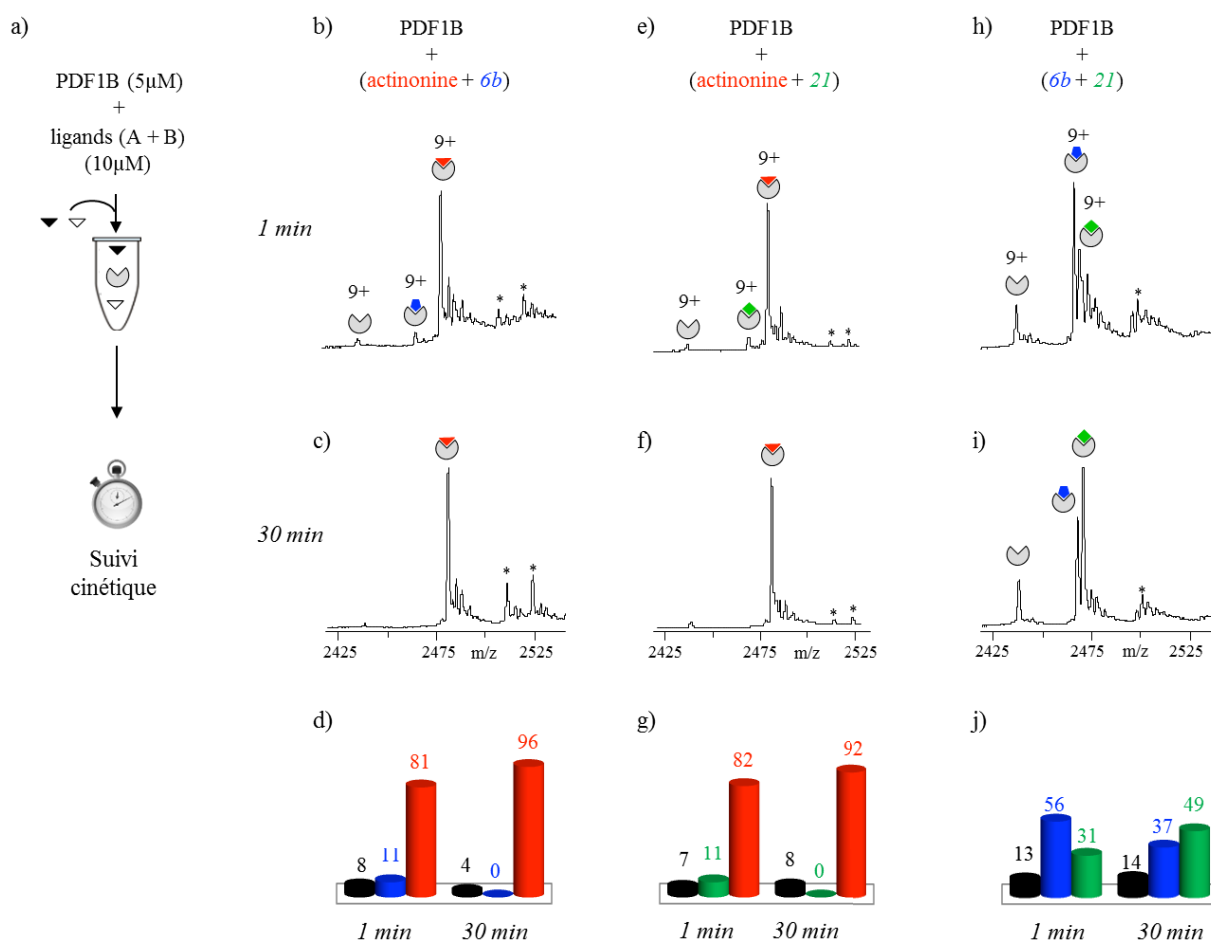 a)
PDF1B (5µM)
+
ligands (A + B)
(10µM)
Suivi
cinétique
1 min
30 min
b)
PDF1B
+
(actinonine + 6b)
9+
9+
9+
* *
c)
* *
2425 2475 m/z 2525
d)
8 11 81 4 0 96
1 min 30 min
e)
PDF1B
+
(actinonine + 21)
9+
9+
9+
* *
f)
* *
2425 2475 m/z 2525
g)
7 11 82 8 0 92
1 min 30 min
h)
PDF1B
+
(6b + 21)
9+
9+
9+
*
i)
*
2425 2475 m/z 2525
j)
13 56 31 14 37 49
1 min 30 min